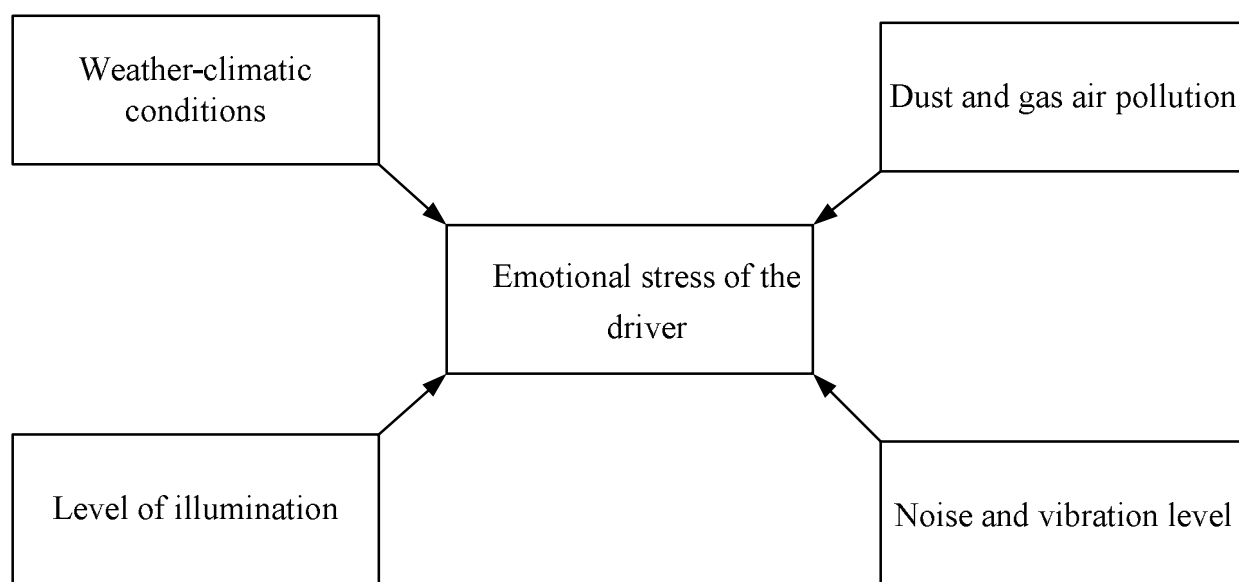 Weather-climatic
conditions
Dust and gas air pollution
Emotional stress of the
driver
Level of illumination
Noise and vibration level